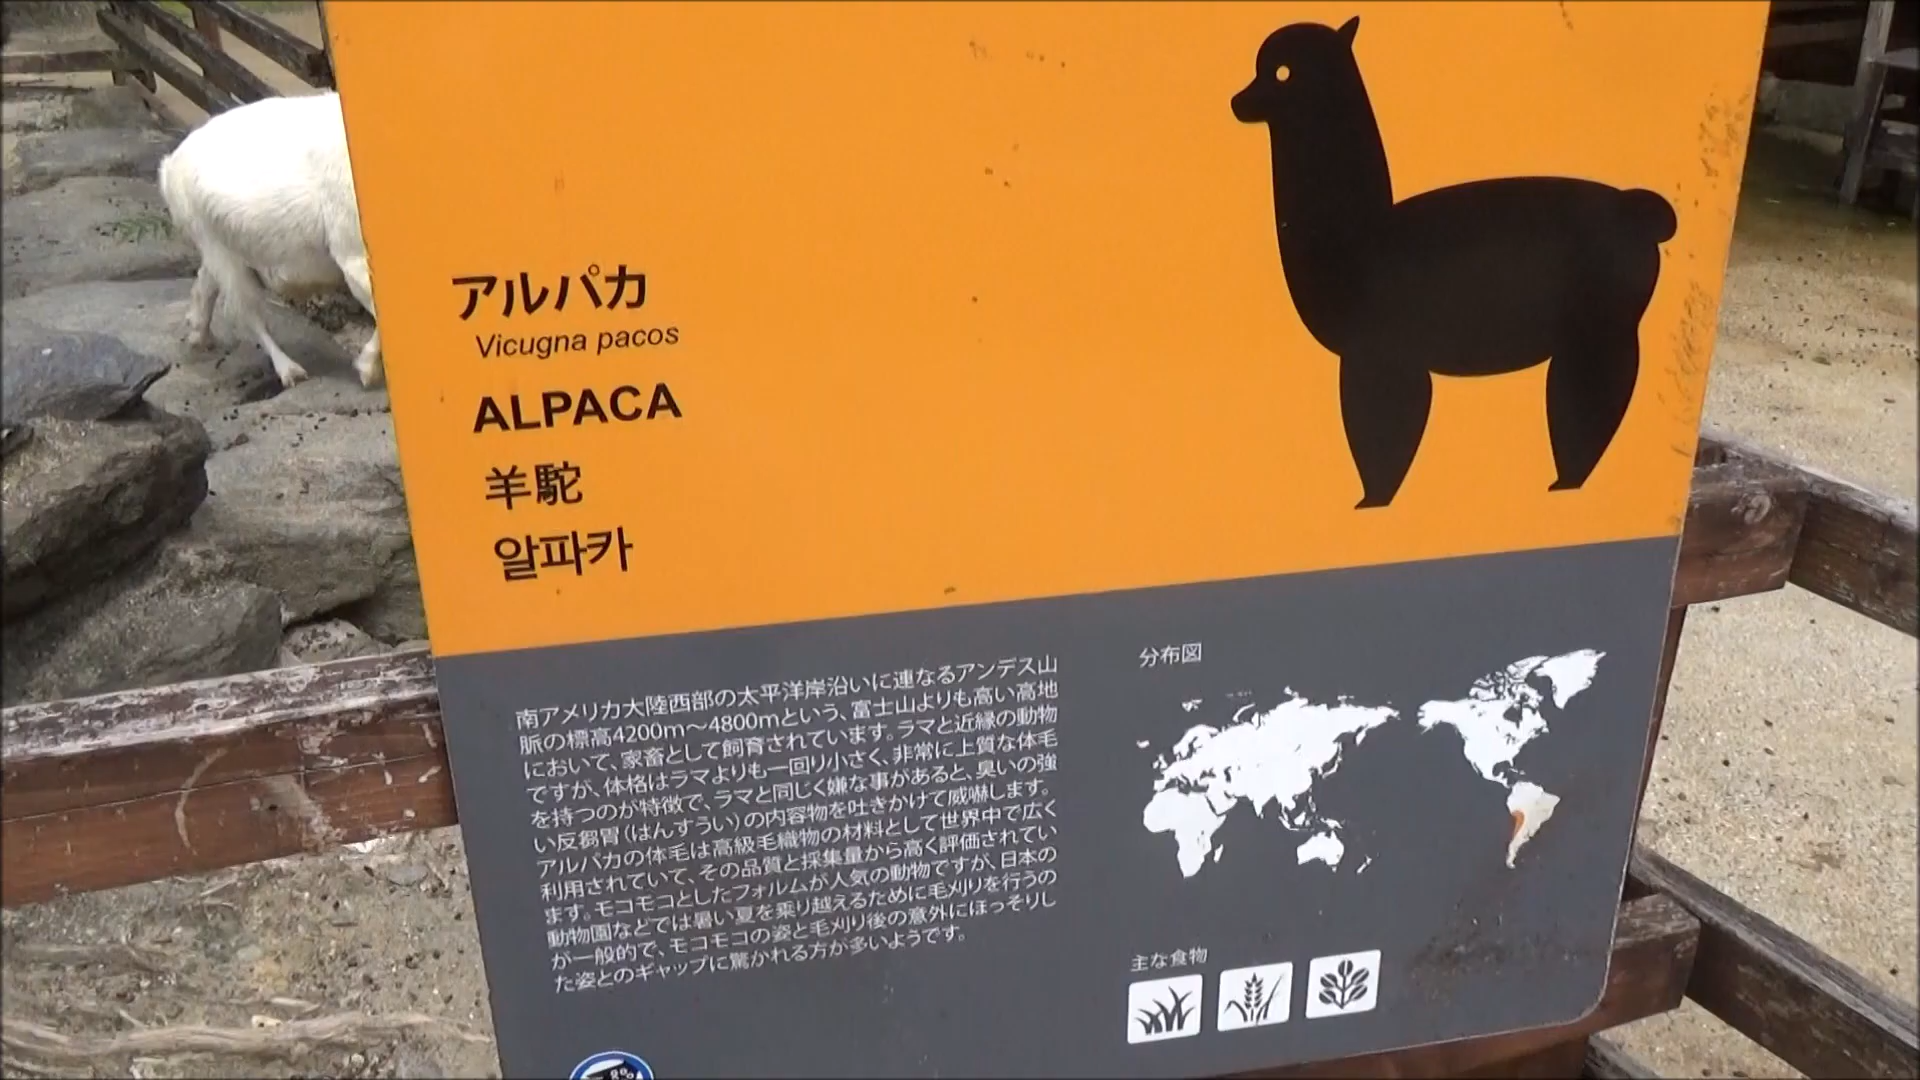 アルパカ
Vicugna pacos
ALPACA
羊駝
알파카
南アメリカ大陸西部の太平洋岸沿いに連なるアンデス山
脈の標高4200m〜4800mという、富士山よりも高い高地
において、家畜として飼育されています。ラマと近縁の動物
ですが、体格はラマよりも一回り小さく、非常に上質な体毛
を持つのが特徴で、ラマと同じく嫌な事があると、臭いの強
い反芻胃(はんすうい)の内容物を吐きかけて威嚇します。
アルパカの体毛は高級毛織物の材料として世界中で広く
利用されていて、その品質と採集量から高く評価されてい
ます。モコモコとしたフォルムが人気の動物ですが、日本の
動物園などでは暑い夏を乗り越えるために毛刈りを行うの
が一般的で、モコモコの姿と毛刈り後の意外にほっそりし
た姿とのギャップに驚かれる方が多いようです。
分布図
主な食物